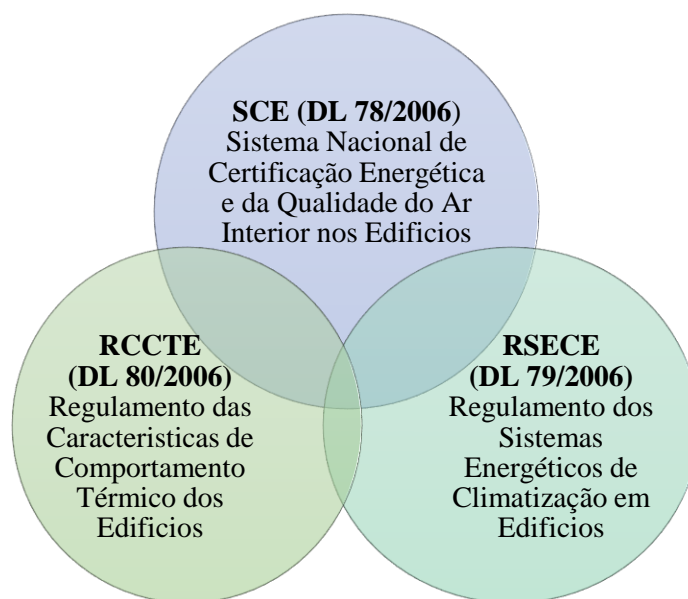 SCE (DL 78/2006)
Sistema Nacional de
Certificação Energética
e da Qualidade do Ar
Interior nos Edificios
RCCTE
(DL 80/2006)
Regulamento das
Caracteristicas de
Comportamento
Térmico dos
Edificios
RSECE
(DL 79/2006)
Regulamento dos
Sistemas
Energéticos de
Climatização em
Edificios